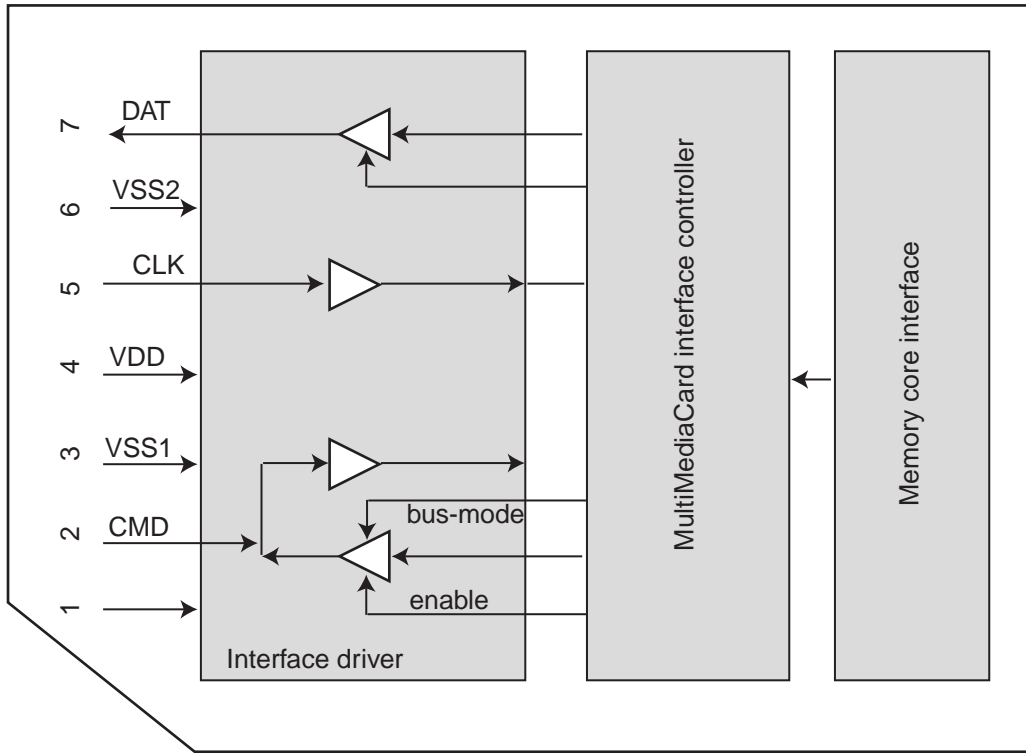 7 DAT
6 VSS2
5 CLK
4 VDD
3 VSS1
2 CMD
1
bus-mode
enable
Interface driver
MultiMediaCard interface controller
Memory core interface